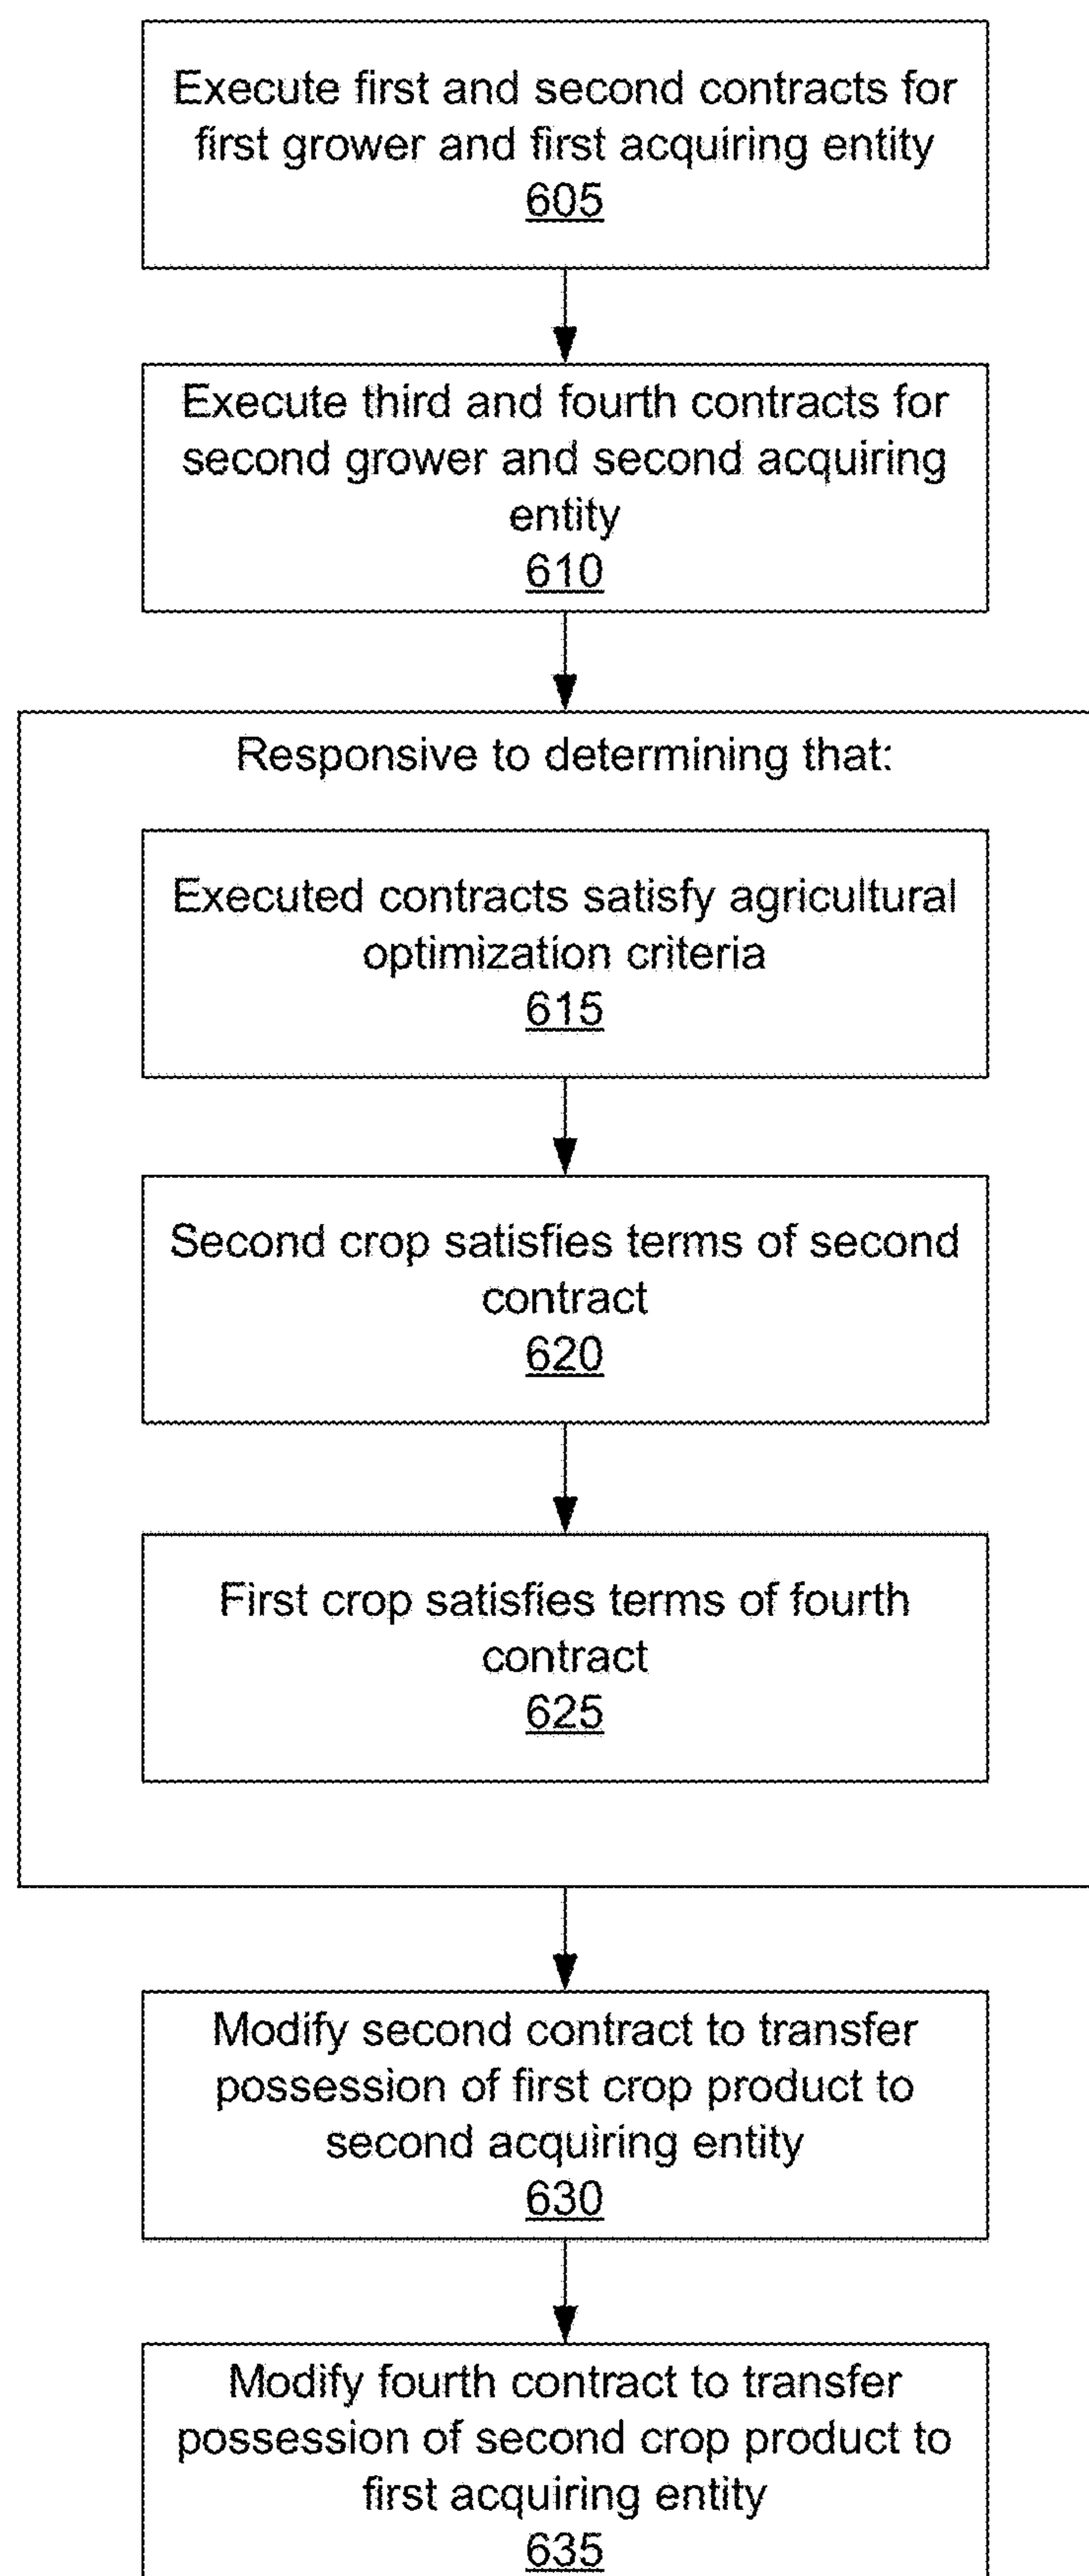 Execute first and second contracts for
first grower and first acquiring entity
605
Execute third and fourth contracts for
second grower and second acquiring
entity
610
Responsive to determining that:
Executed contracts satisfy agricultural
optimization criteria
615
Second crop satisfies terms of second
contract
620
First crop satisfies terms of fourth
contract
625
Modify second contract to transfer
possession of first crop product to
second acquiring entity
630
Modify fourth contract to transfer
possession of second crop product to
first acquiring entity
635